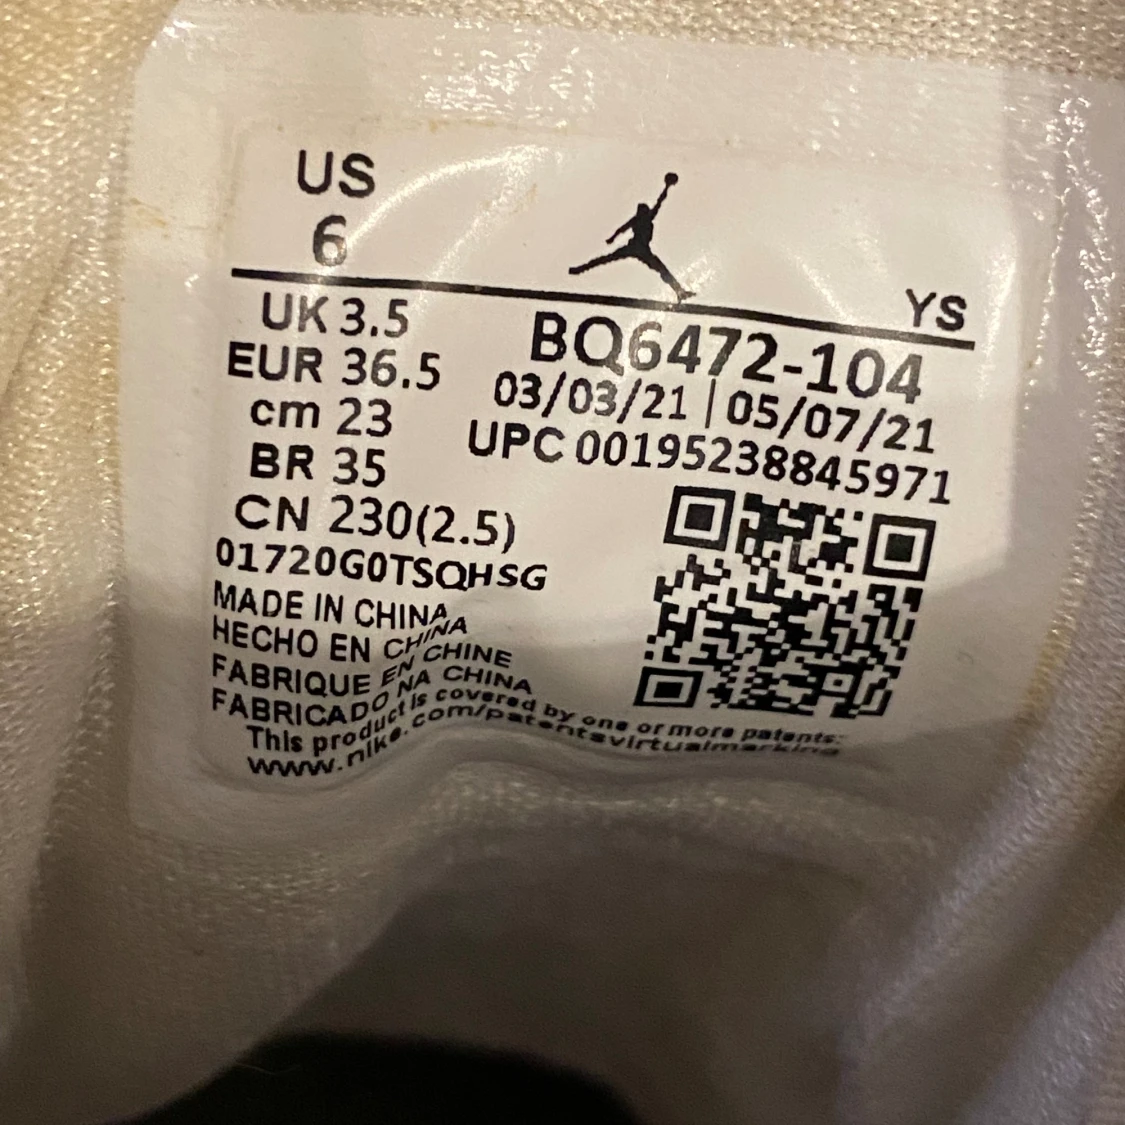 US
6
YS
UK 3.5
EUR 36.5
cm 23
BR 35
CN 230(2.5)
BQ6472-104
03/03/21 | 05/07/21
UPC 00195238845971
01720G0TSQHSG
MADE IN CHINA
HECHO EN CHINA
FABRIQUE EN CHINE
FABRICADO NA CHINA
This product is covered by one or more patents:
www.nike.com/patentsvirtualmarking